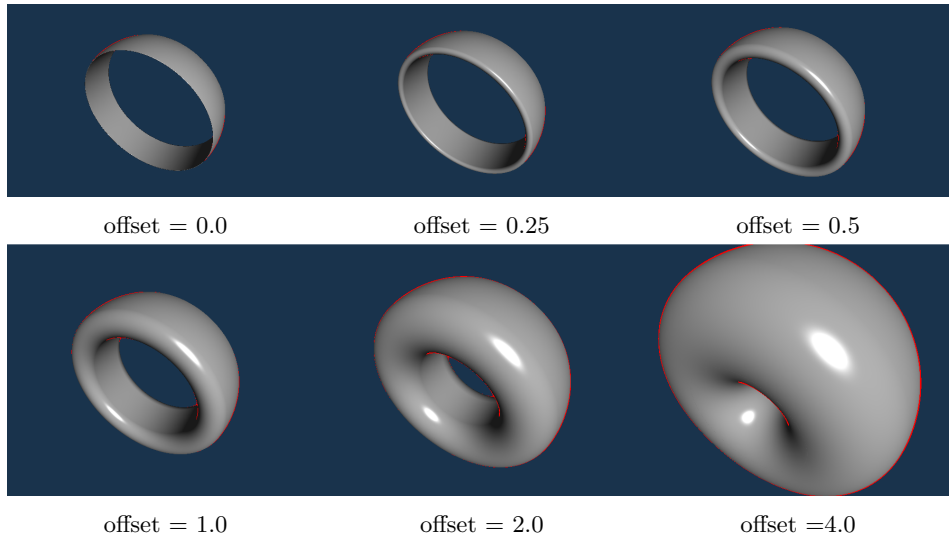 offset = 0.0
offset = 0.25
offset = 0.5
offset = 1.0
offset = 2.0
offset =4.0